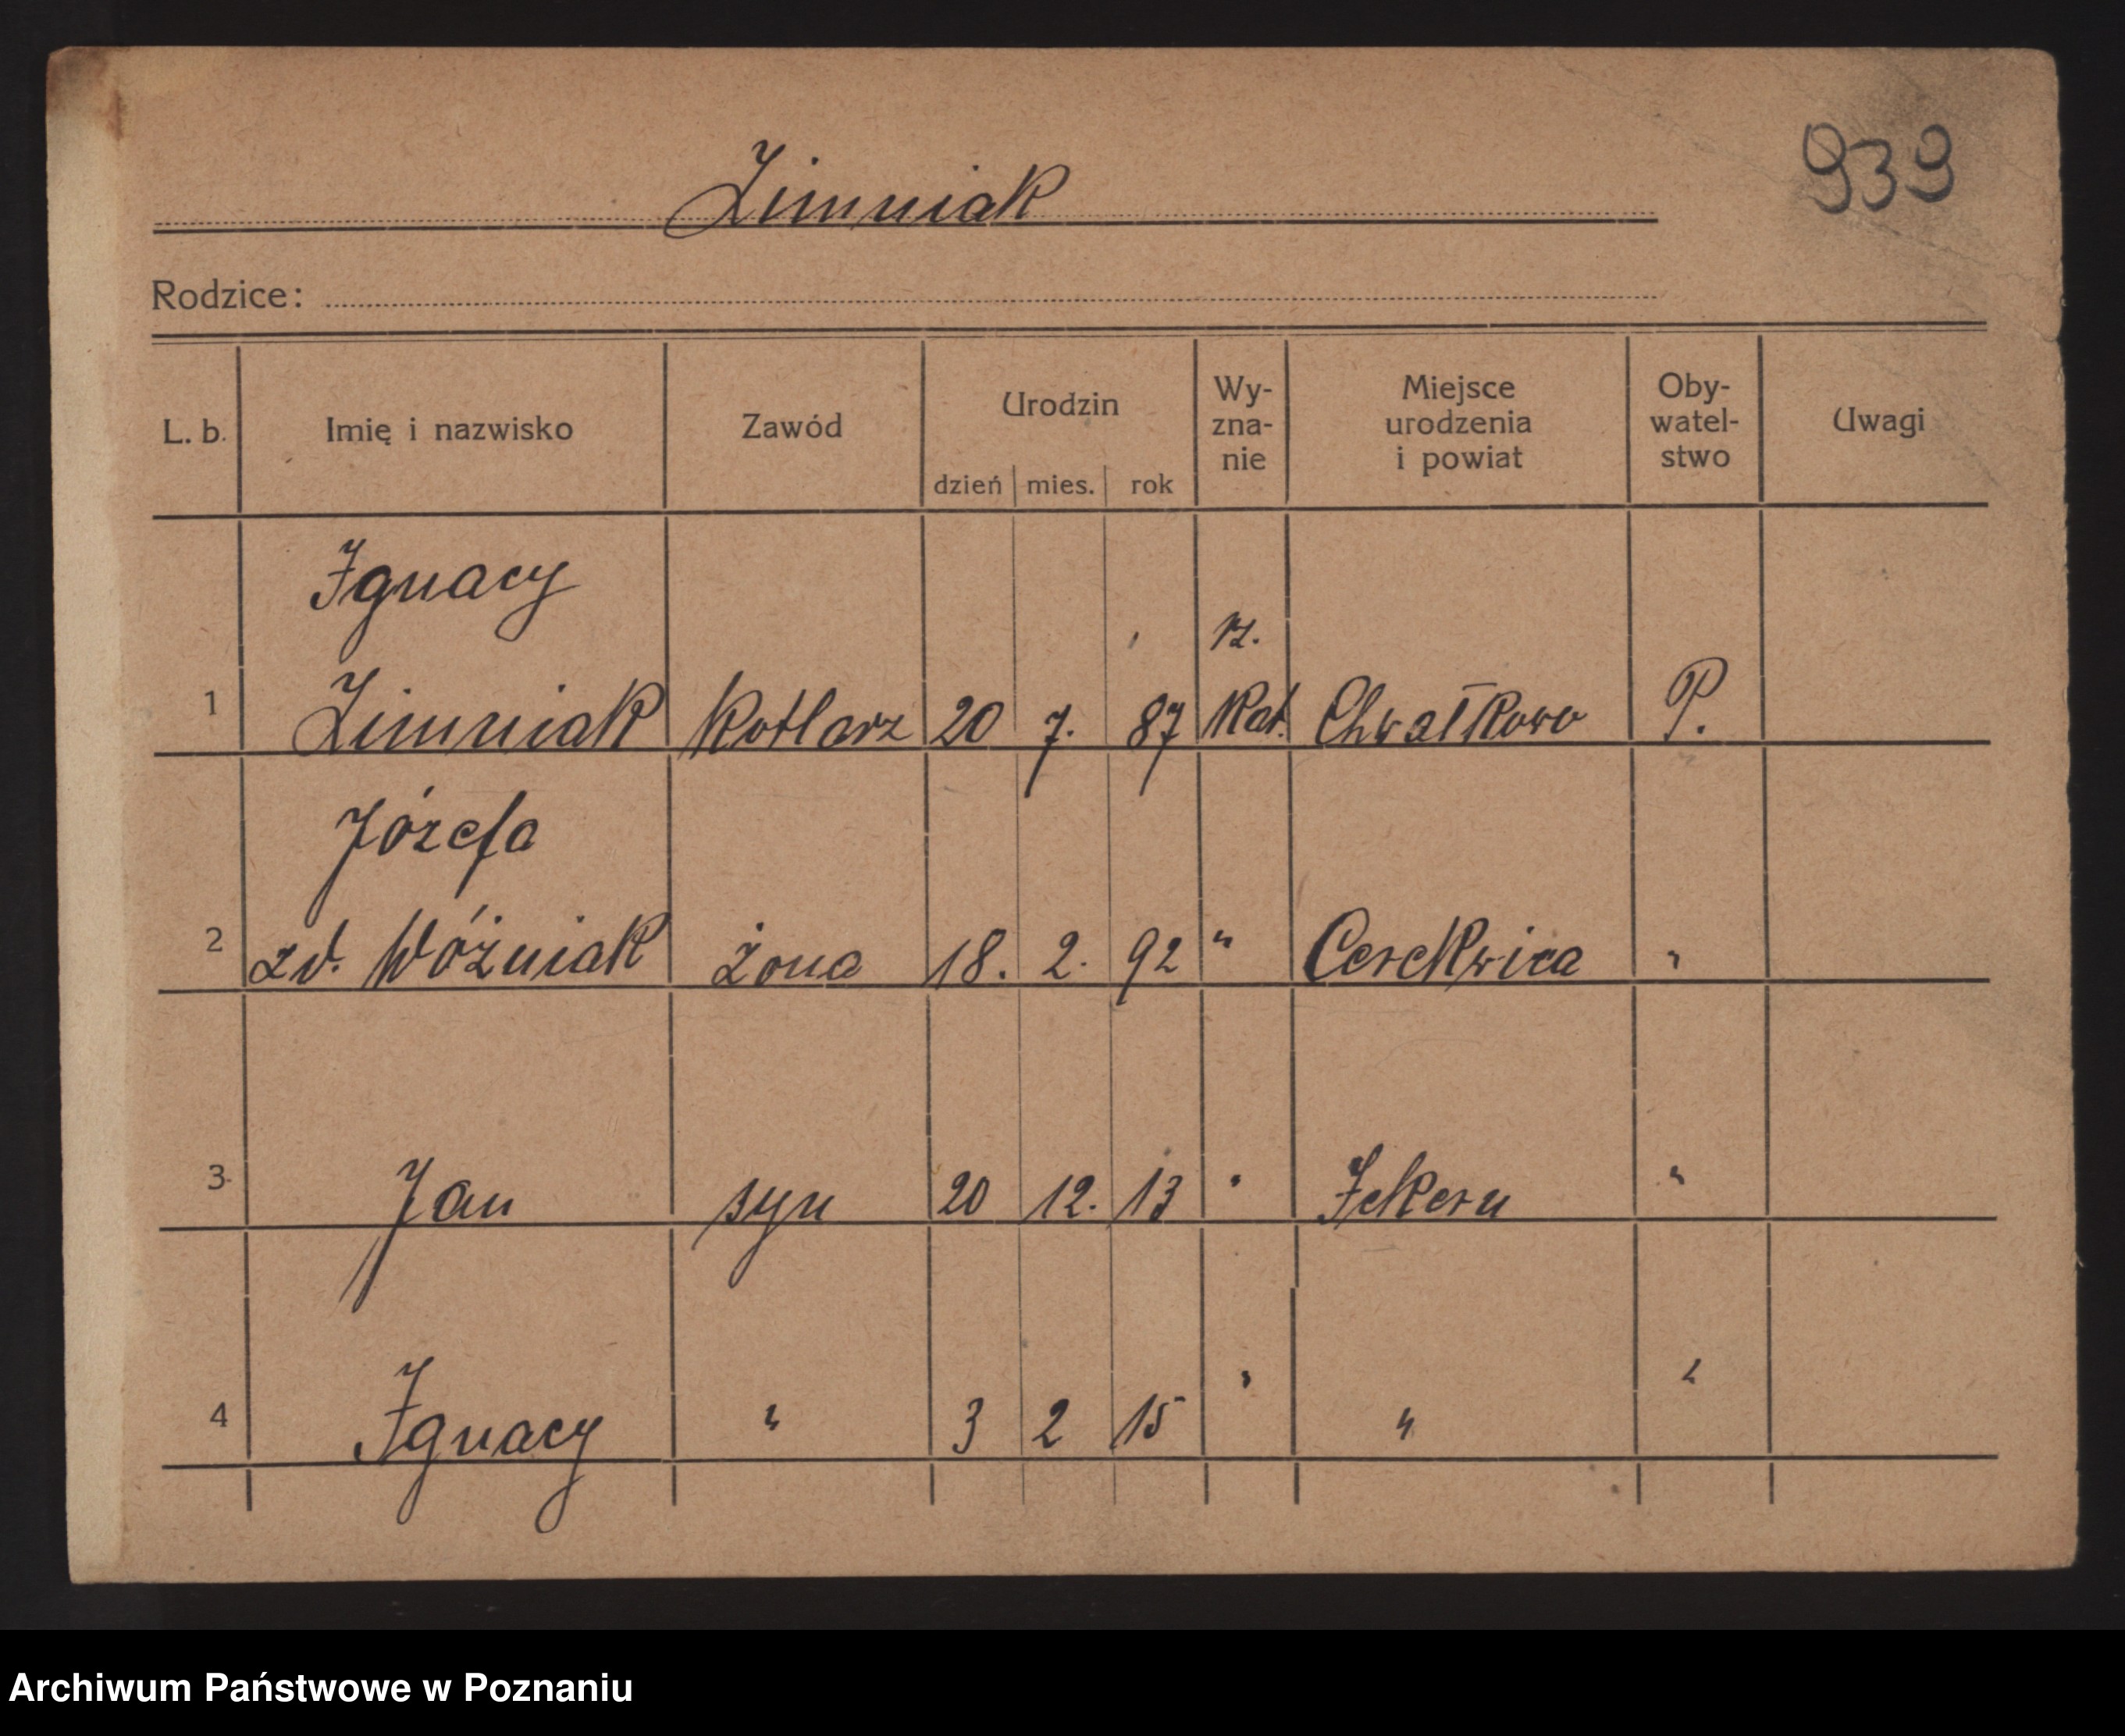 Zimniak
939
Rodzice:
L. b. Imię i nazwisko Zawód Urodzin dzień mies. rok Wy-zna-nie Miejsce urodzenia i powiat Oby-watel-stwo Uwagi
Ignacy
rz.
1 Zimniak Kotlarz 20 7. 87 Kat. Chwałkowo P.
Józefa
2 zd. Wóźniak żona 18. 2. 92 " Cerekwica "
3 Jan syn 20 12. 13 " "
4 Ignacy " 3 2 15 " " "
Archiwum Państwowe w Poznaniu